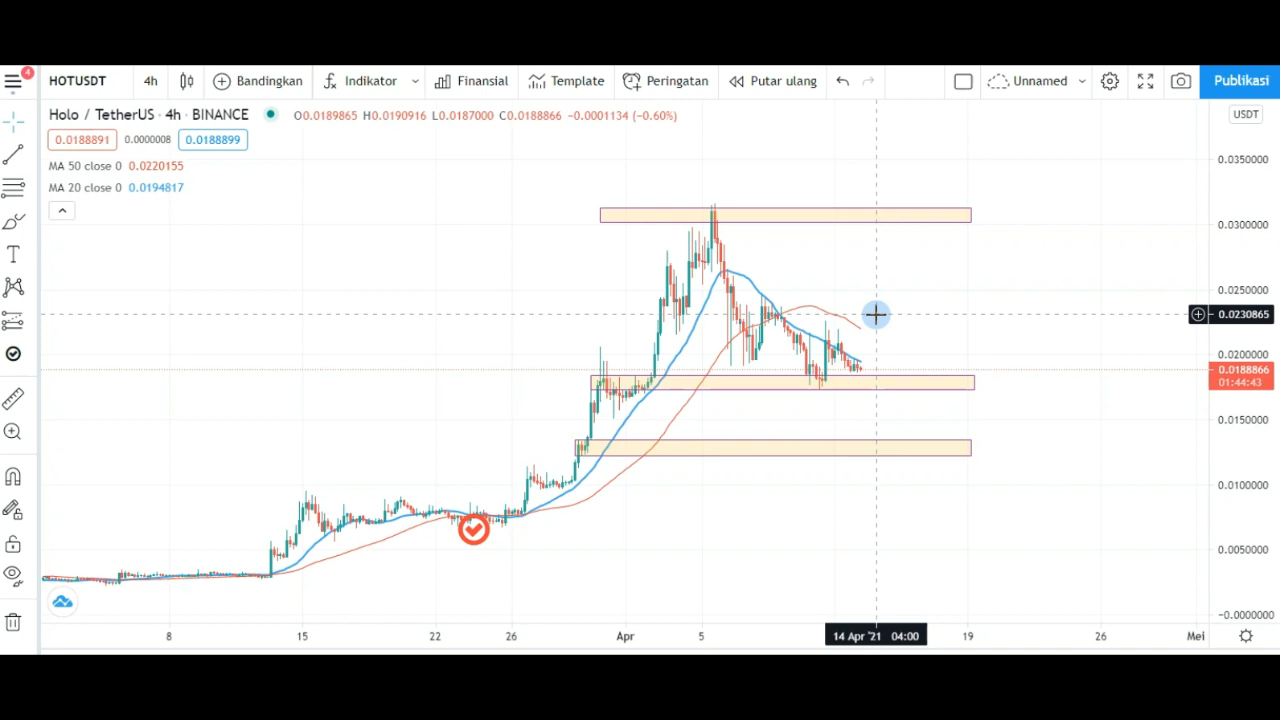 4
HOTUSDT 4h Bandingkan Indikator Finansial Template Peringatan Putar ulang Unnamed Publikasi
Holo / TetherUS · 4h · BINANCE O0.0189865 H0.0190916 L0.0187000 C0.0188866 −0.0001134 (−0.60%)
USDT
0.0188891 0.0000008 0.0188899
MA 50 close 0 0.0220155
MA 20 close 0 0.0194817
0.0350000
0.0300000
0.0250000
0.0230865
0.0200000
0.0188866
01:44:43
0.0150000
0.0100000
0.0050000
-0.0000000
8 15 22 26 Apr 5 14 Apr '21 04:00 19 26 Mei